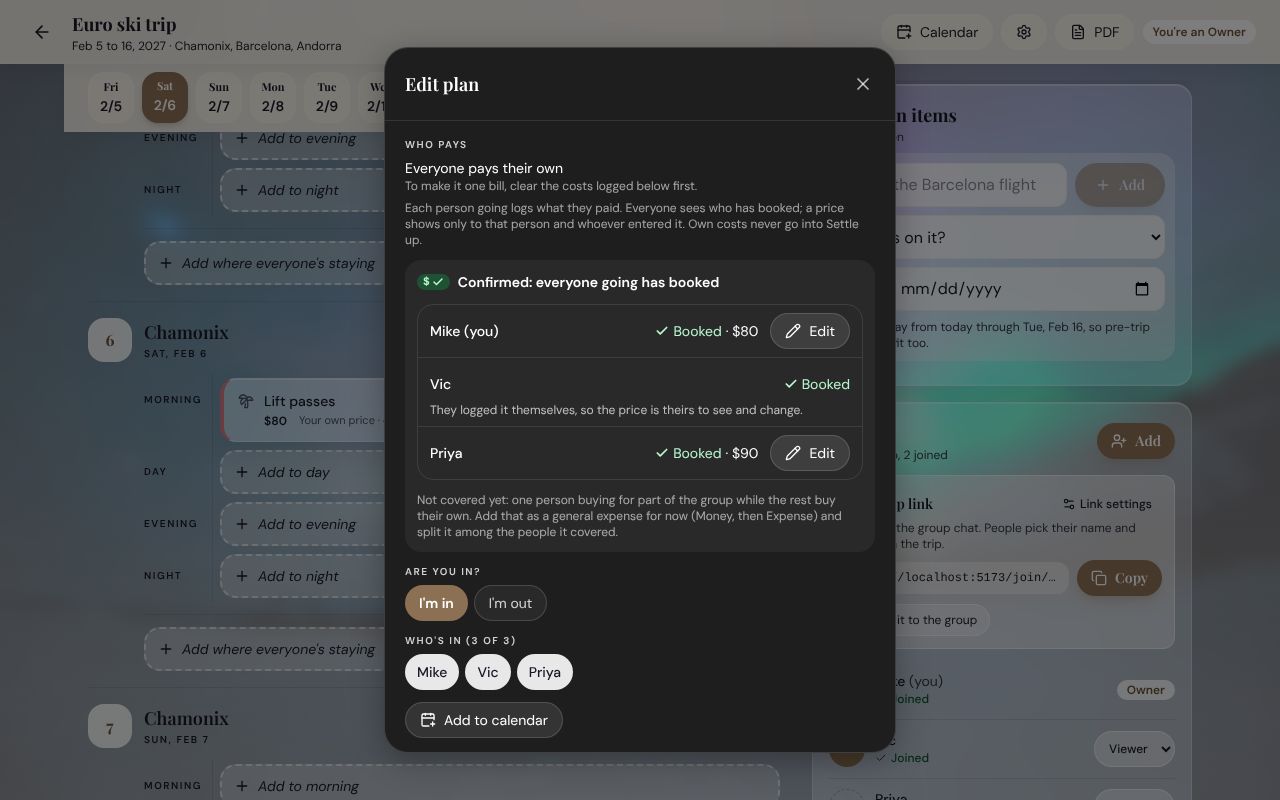 Euro ski trip
Feb 5 to 16, 2027 · Chamonix, Barcelona, Andorra
Calendar
PDF
You're an Owner
Fri
2/5
Sat
2/6
Sun
2/7
Mon
2/8
Tue
2/9
EVENING
Add to evening
NIGHT
Add to night
Add where everyone's staying
6
Chamonix
SAT, FEB 6
MORNING
Lift passes
$80 Your own price ·
DAY
Add to day
EVENING
Add to evening
NIGHT
Add to night
Add where everyone's staying
7
Chamonix
SUN, FEB 7
MORNING
Add to morning
Edit plan
WHO PAYS
Everyone pays their own
To make it one bill, clear the costs logged below first.
Each person going logs what they paid. Everyone sees who has booked; a price
shows only to that person and whoever entered it. Own costs never go into Settle
up.
$ ✓ Confirmed: everyone going has booked
Mike (you) ✓ Booked · $80 Edit
Vic ✓ Booked
They logged it themselves, so the price is theirs to see and change.
Priya ✓ Booked · $90 Edit
Not covered yet: one person buying for part of the group while the rest buy
their own. Add that as a general expense for now (Money, then Expense) and
split it among the people it covered.
ARE YOU IN?
I'm in I'm out
WHO'S IN (3 OF 3)
Mike Vic Priya
Add to calendar
items
the Barcelona flight
Add
on it?
mm/dd/yyyy
from today through Tue, Feb 16, so pre-trip
it too.
Add
2 joined
link
Link settings
the group chat. People pick their name and
the trip.
/localhost:5173/join/…
Copy
it to the group
(you)
Joined
Owner
Joined
Viewer
Priya